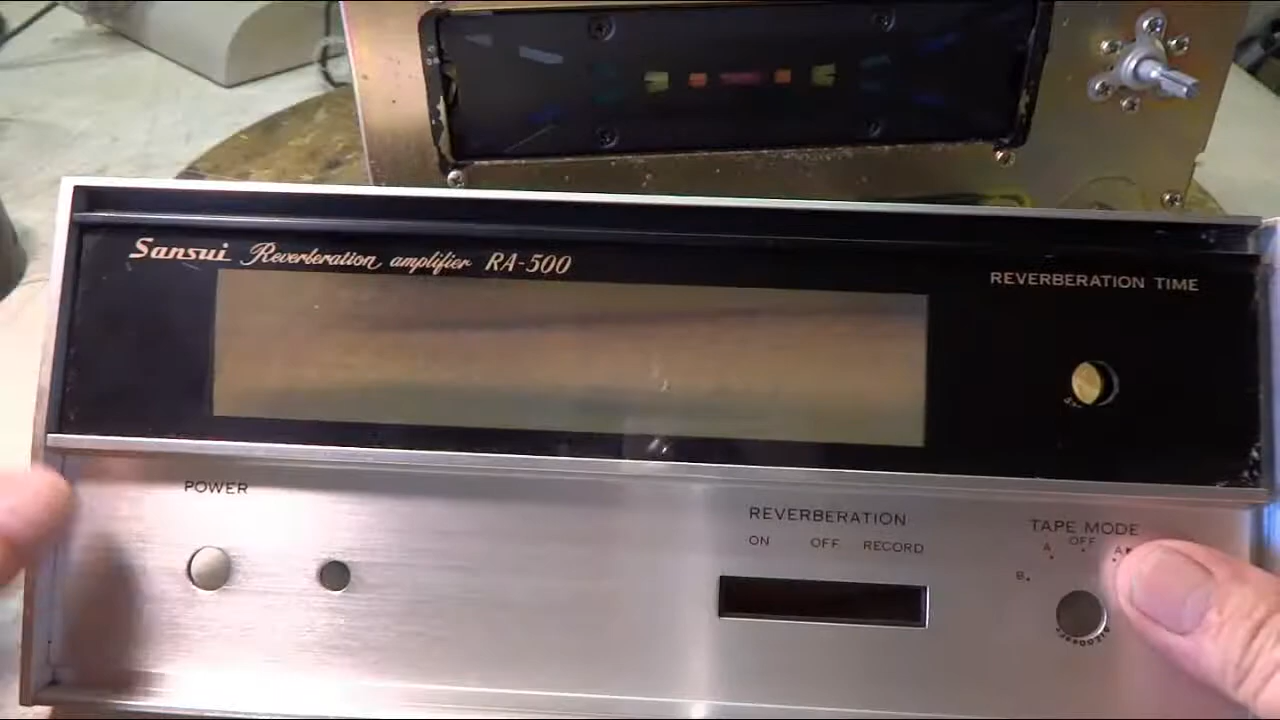 Sansui Reverberation amplifier RA-500
REVERBERATION TIME
POWER
REVERBERATION
ON OFF RECORD
TAPE MODE
A OFF A
B